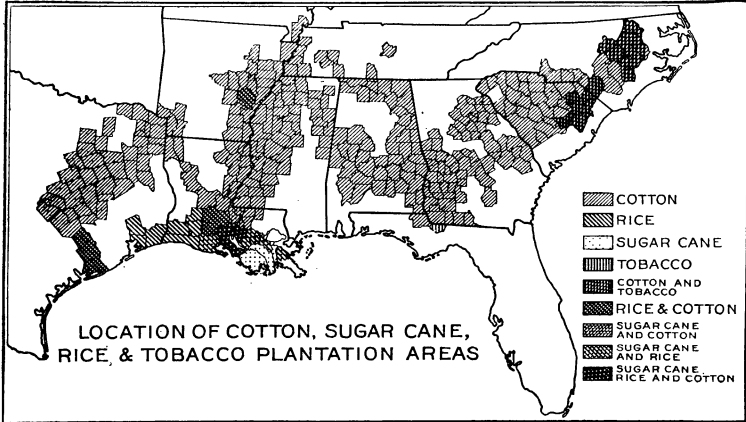 LOCATION OF COTTON, SUGAR CANE,
RICE, & TOBACCO PLANTATION AREAS
COTTON
RICE
SUGAR CANE
TOBACCO
COTTON AND
TOBACCO
RICE & COTTON
SUGAR CANE
AND COTTON
SUGAR CANE
AND RICE
SUGAR CANE
RICE AND COTTON